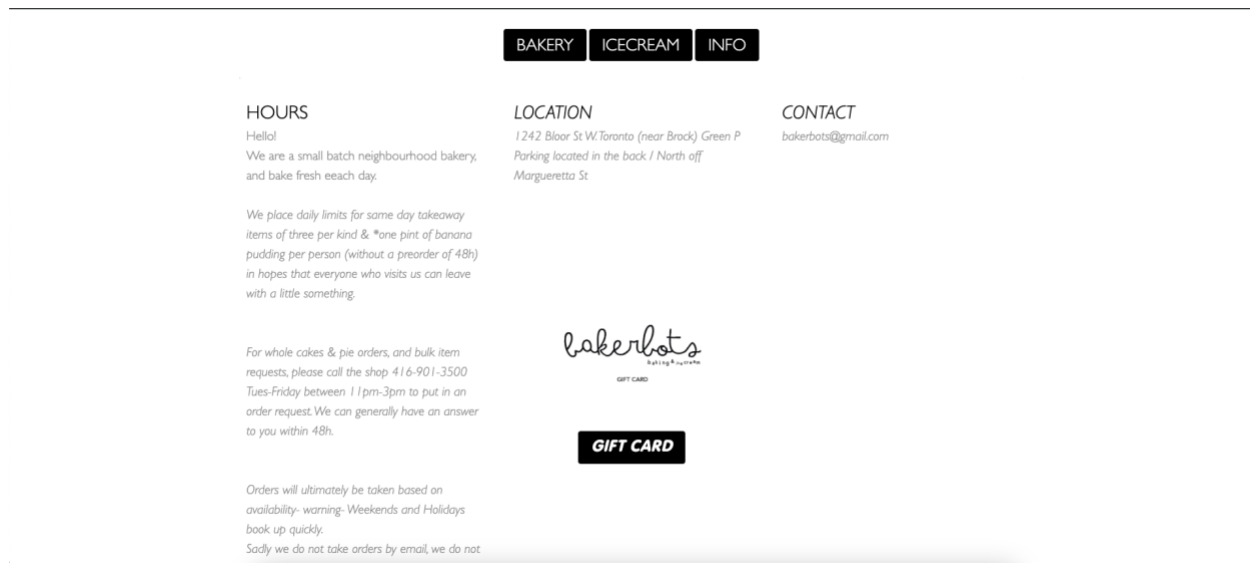 BAKERY ICECREAM INFO
HOURS
Hello!
We are a small batch neighbourhood bakery,
and bake fresh eeach day.
We place daily limits for same day takeaway
items of three per kind & *one pint of banana
pudding per person (without a preorder of 48h)
in hopes that everyone who visits us can leave
with a little something.
For whole cakes & pie orders, and bulk item
requests, please call the shop 416-901-3500
Tues-Friday between 11pm-3pm to put in an
order request. We can generally have an answer
to you within 48h.
Orders will ultimately be taken based on
availability- warning- Weekends and Holidays
book up quickly.
Sadly we do not take orders by email, we do not
LOCATION
1242 Bloor St W. Toronto (near Brock) Green P
Parking located in the back / North off
Margueretta St
bakerbots
baking &
GIFT CARD
GIFT CARD
CONTACT
bakerbots@gmail.com